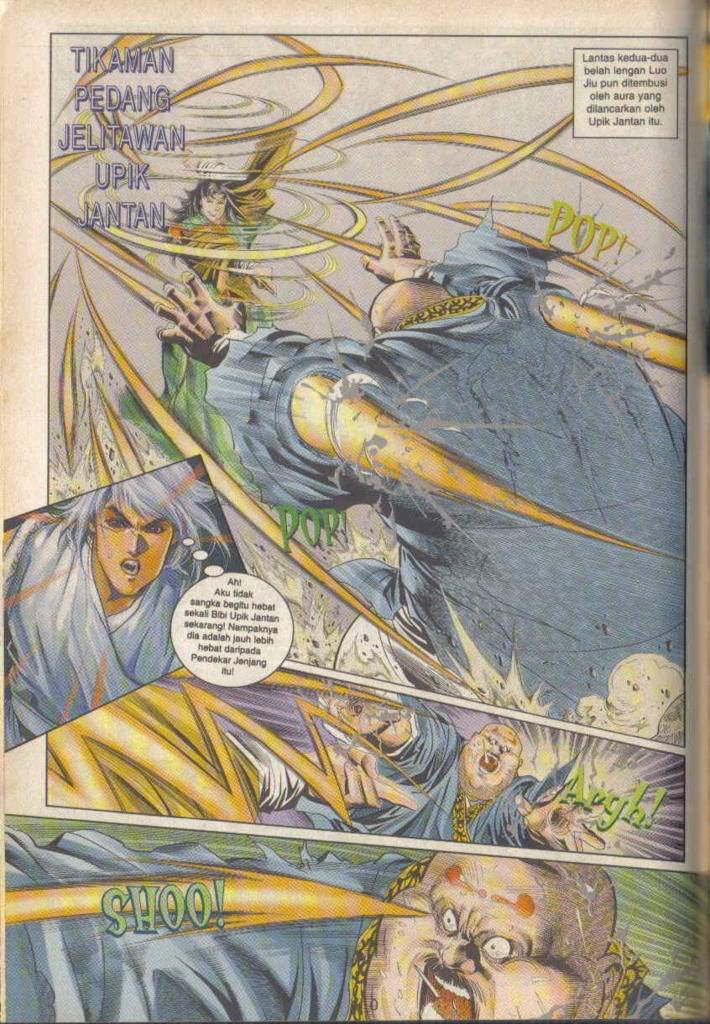 TIKAMAN
PEDANG
JELITAWAN
UPIK
JANTAN
Lantas kedua-dua
belah lengan Luo
Jiu pun ditembusi
oleh aura yang
dilancarkan oleh
Upik Jantan itu.
POP!
POP!
Ah!
Aku tidak
sangka begitu hebat
sekali Bibi Upik Jantan
sekarang! Nampaknya
dia adalah jauh lebih
hebat daripada
Pendekar Jenjang
itu!
Argh!
SHOO!